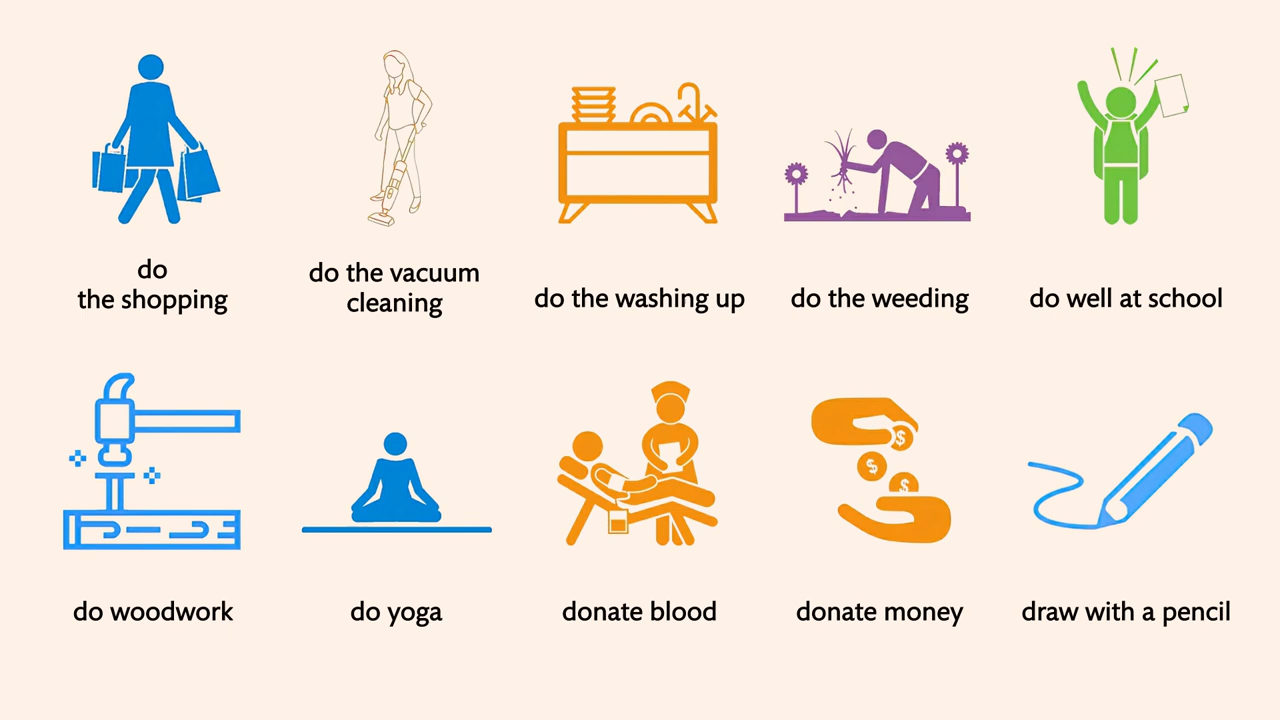 do
the shopping
do the vacuum
cleaning
do the washing up
do the weeding
do well at school
do woodwork
do yoga
donate blood
$
$
$
donate money
draw with a pencil